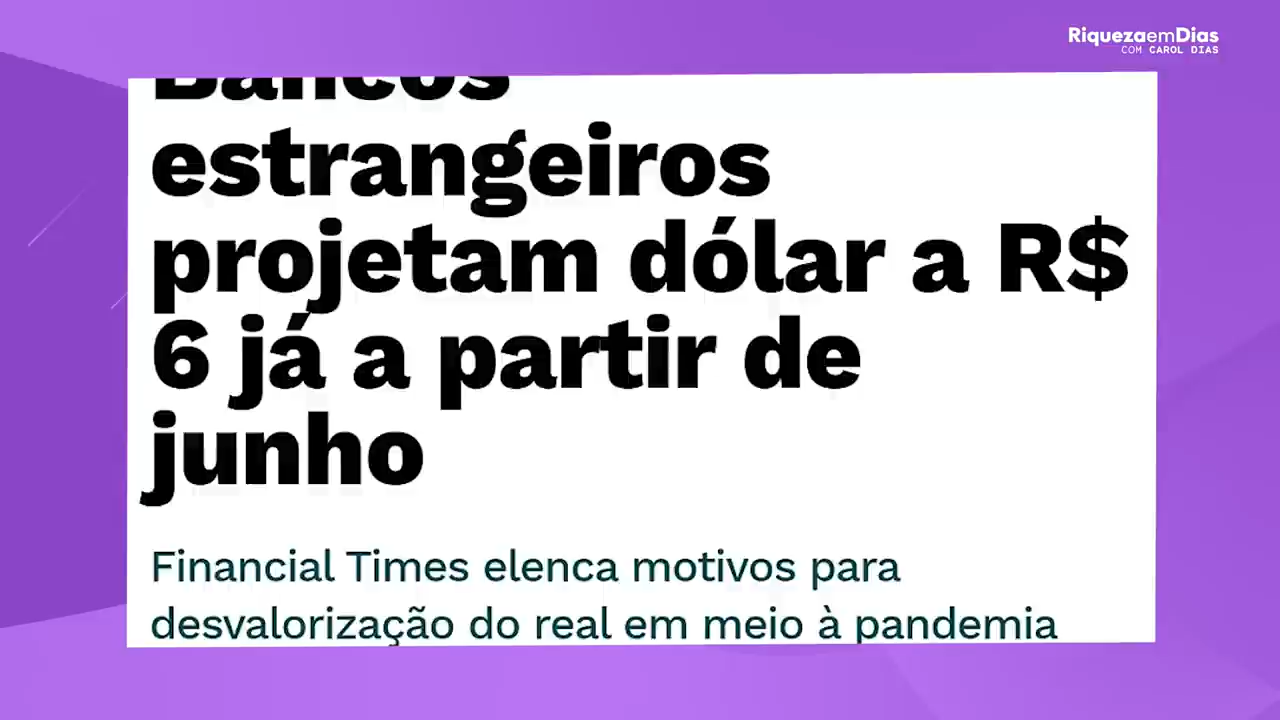 RiquezaemDias
COM CAROL DIAS
Bancos
estrangeiros
projetam dólar a R$
6 já a partir de
junho
Financial Times elenca motivos para
desvalorização do real em meio à pandemia